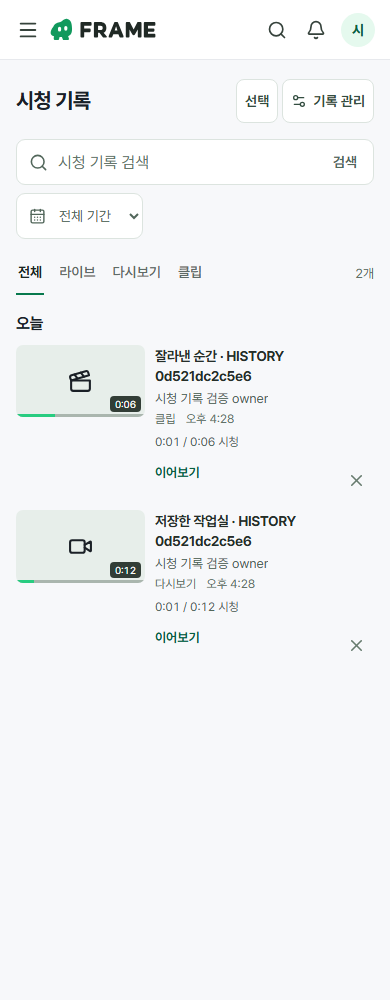 FRAME
시
시청 기록
선택
기록 관리
시청 기록 검색
검색
전체 기간
전체
라이브
다시보기
클립
2개
오늘
0:06
잘라낸 순간 · HISTORY
0d521dc2c5e6
시청 기록 검증 owner
클립 오후 4:28
0:01 / 0:06 시청
이어보기
0:12
저장한 작업실 · HISTORY
0d521dc2c5e6
시청 기록 검증 owner
다시보기 오후 4:28
0:01 / 0:12 시청
이어보기